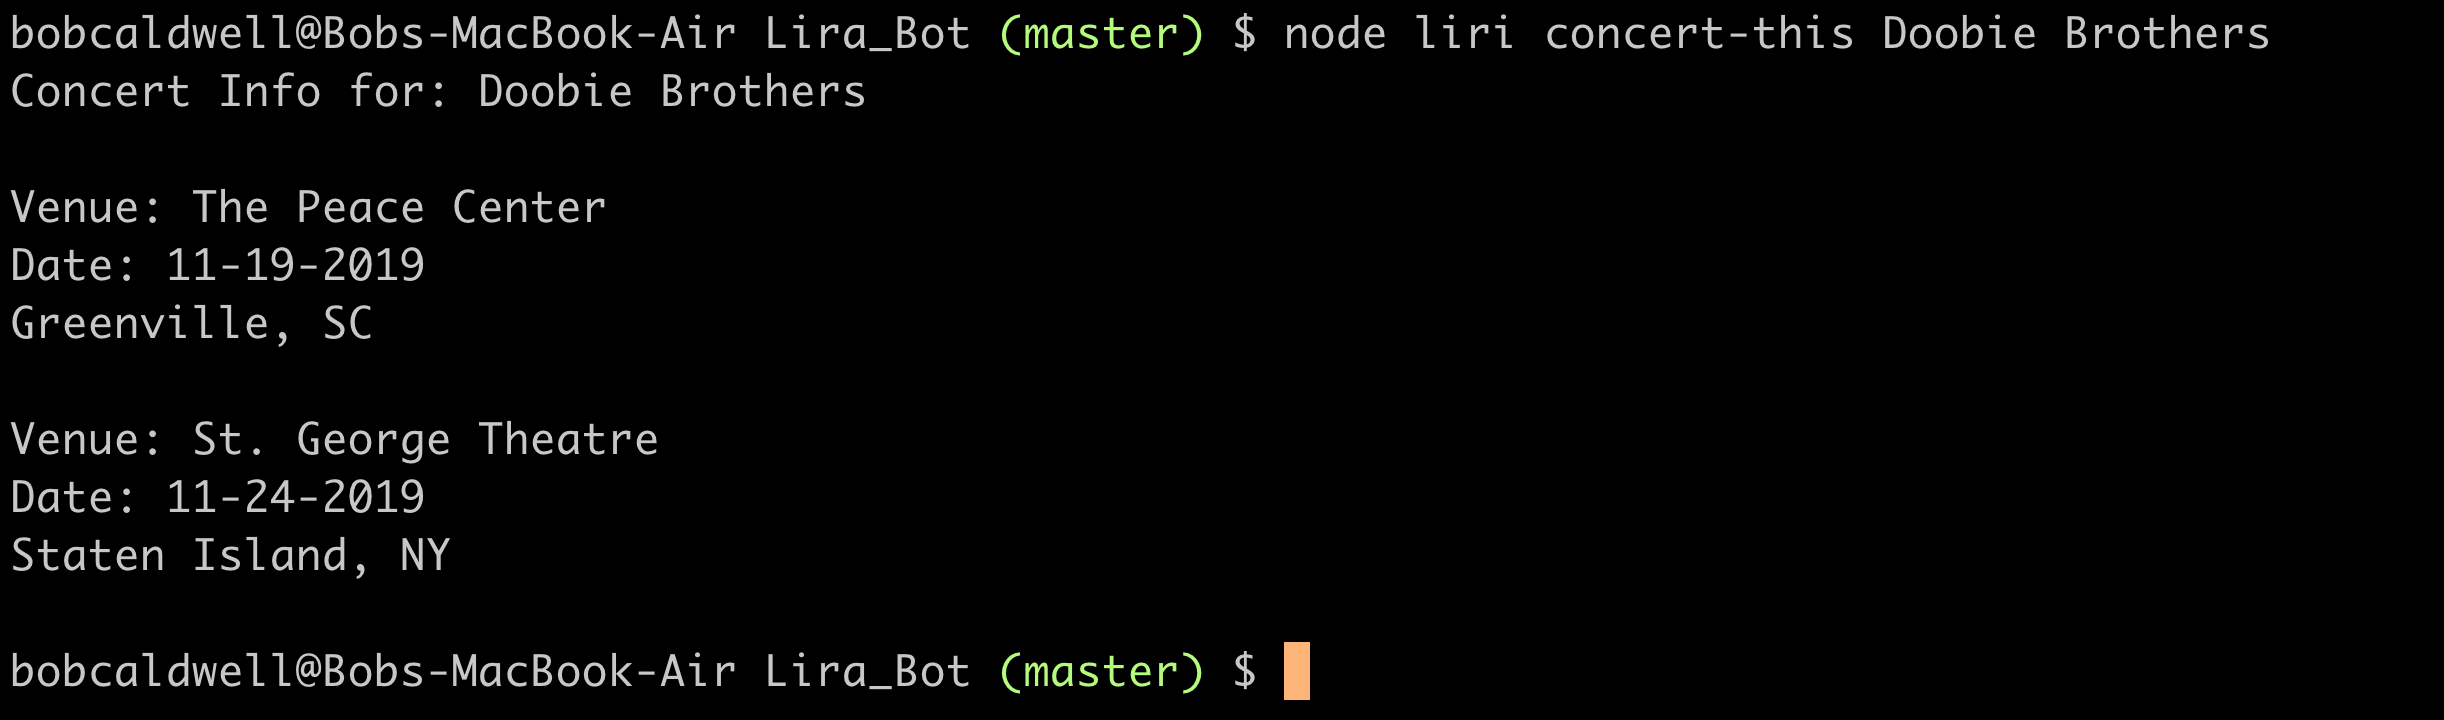 bobcaldwell@Bobs-MacBook-Air Lira_Bot (master) $ node liri concert-this Doobie Brothers
Concert Info for: Doobie Brothers
Venue: The Peace Center
Date: 11-19-2019
Greenville, SC
Venue: St. George Theatre
Date: 11-24-2019
Staten Island, NY
bobcaldwell@Bobs-MacBook-Air Lira_Bot (master) $